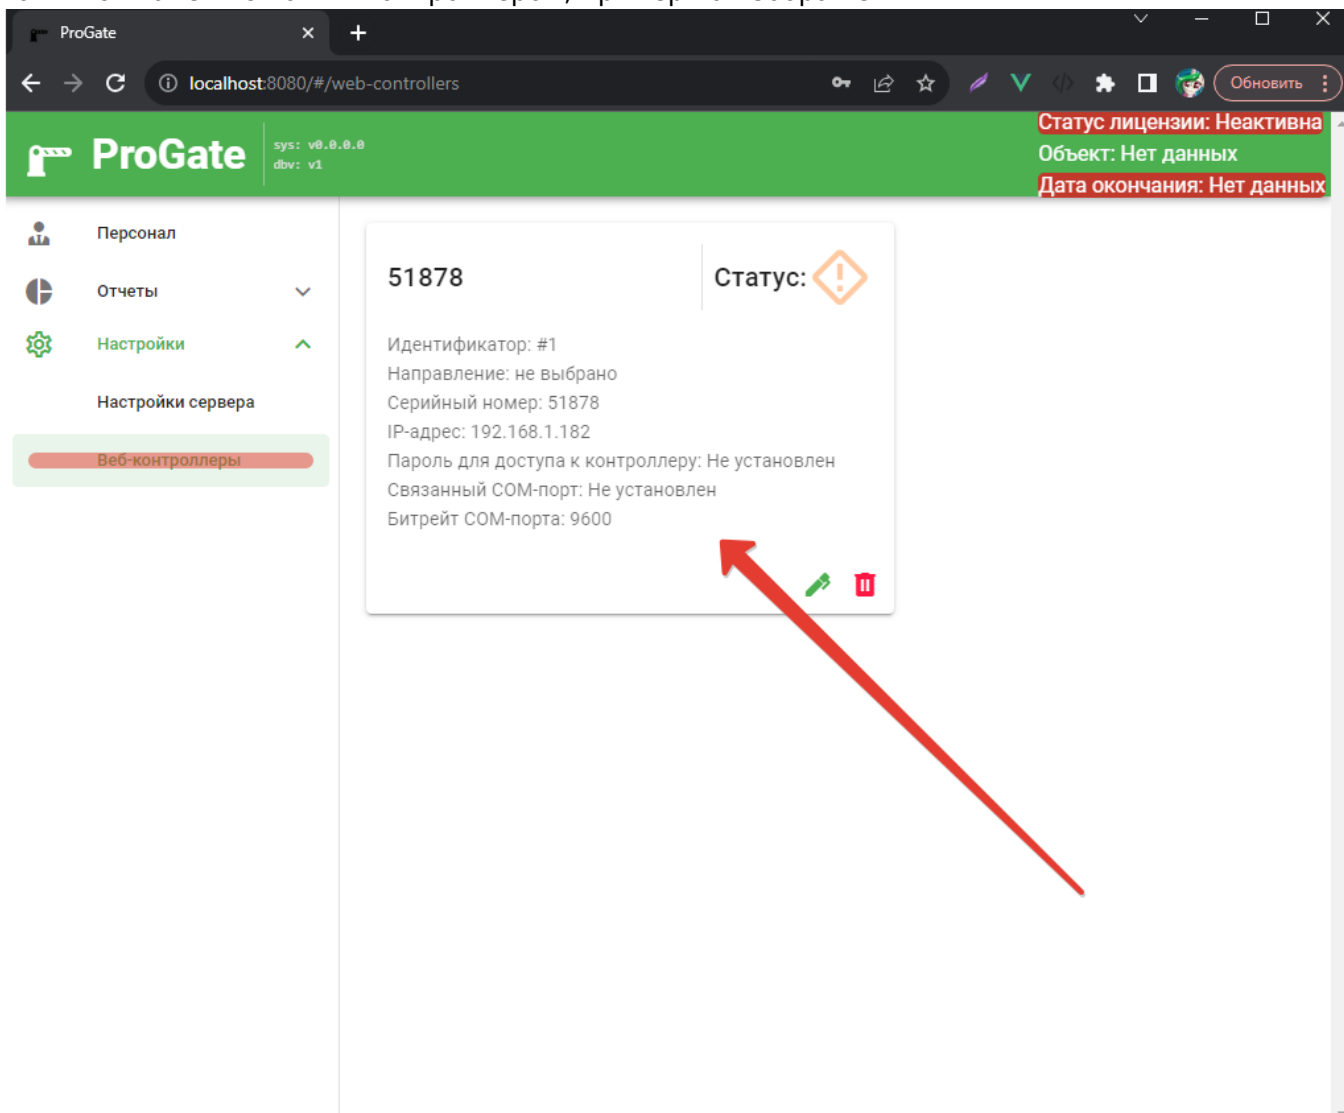 ProGate
localhost:8080/#/web-controllers
Обновить
ProGate
sys: v0.0.0.0
dbv: v1
Статус лицензии: Неактивна
Объект: Нет данных
Дата окончания: Нет данных
Персонал
Отчеты
Настройки
Настройки сервера
Веб-контроллеры
51878
Статус:
Идентификатор: #1
Направление: не выбрано
Серийный номер: 51878
IP-адрес: 192.168.1.182
Пароль для доступа к контроллеру: Не установлен
Связанный COM-порт: Не установлен
Битрейт COM-порта: 9600